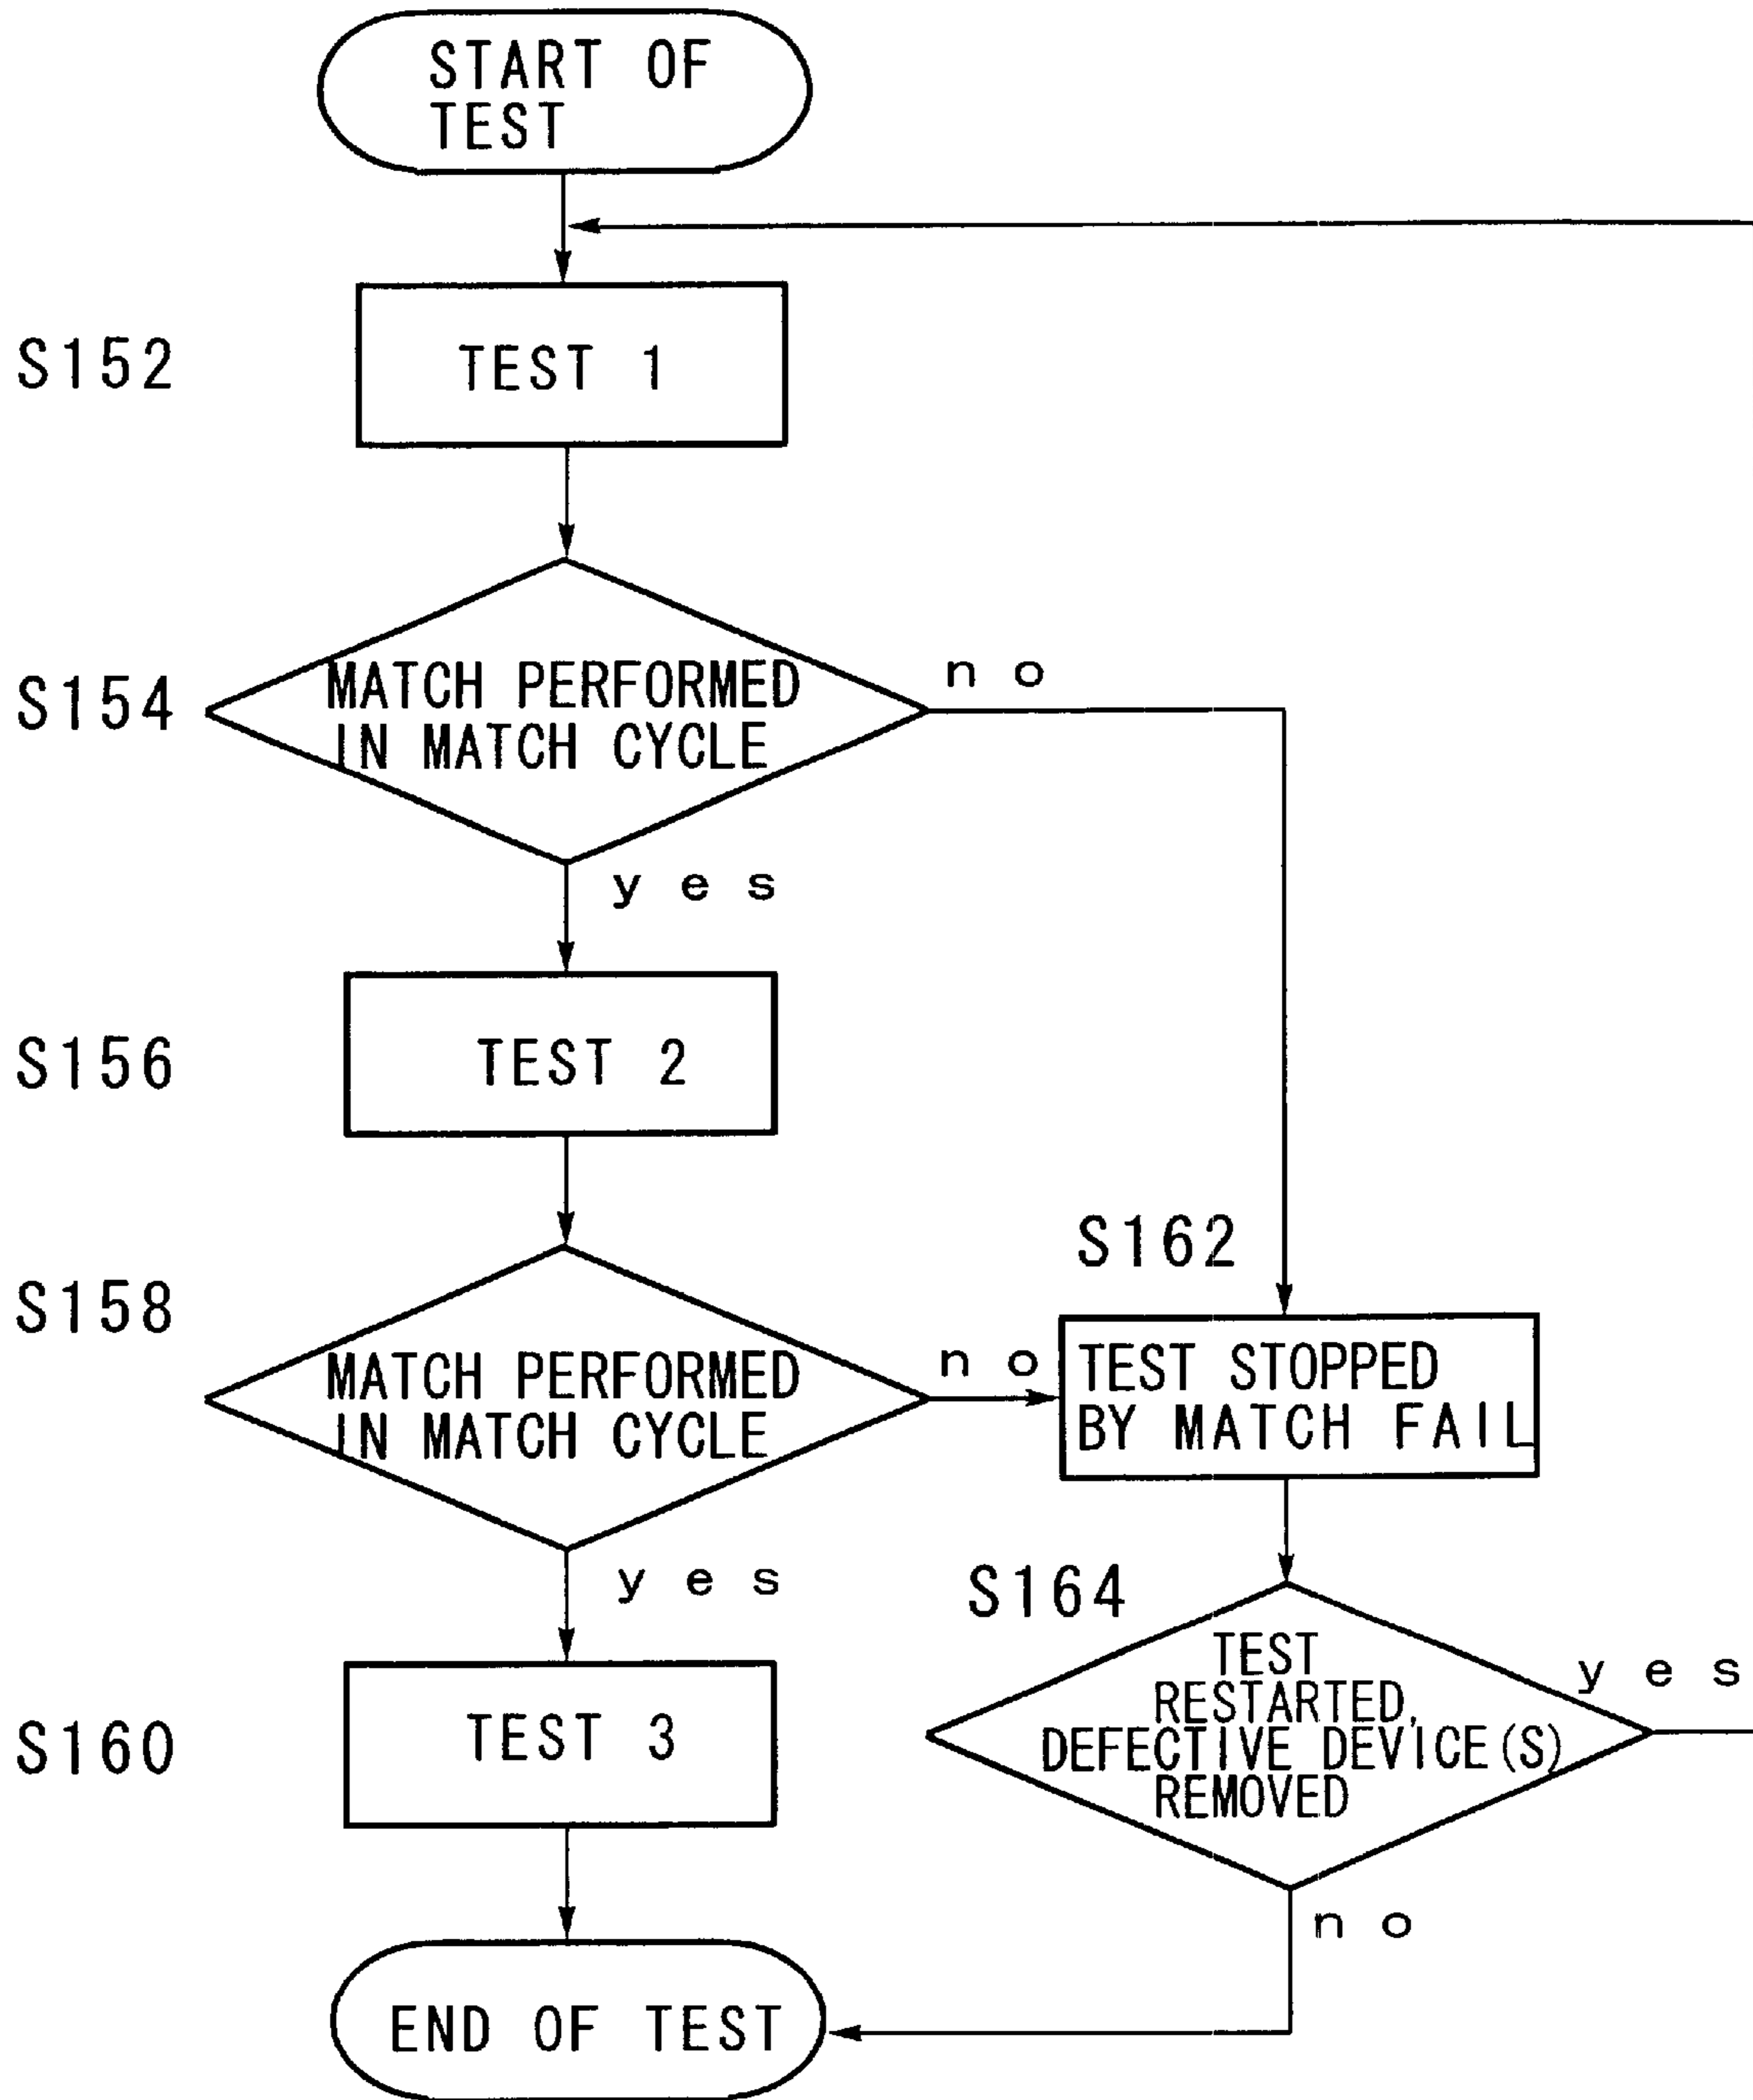 START OF
TEST
S152
TEST 1
S154
MATCH PERFORMED
IN MATCH CYCLE
no
yes
S156
TEST 2
S158
MATCH PERFORMED
IN MATCH CYCLE
no
S162
TEST STOPPED
BY MATCH FAIL
yes
S164
TEST
RESTARTED,
DEFECTIVE DEVICE(S)
REMOVED
yes
S160
TEST 3
no
END OF TEST